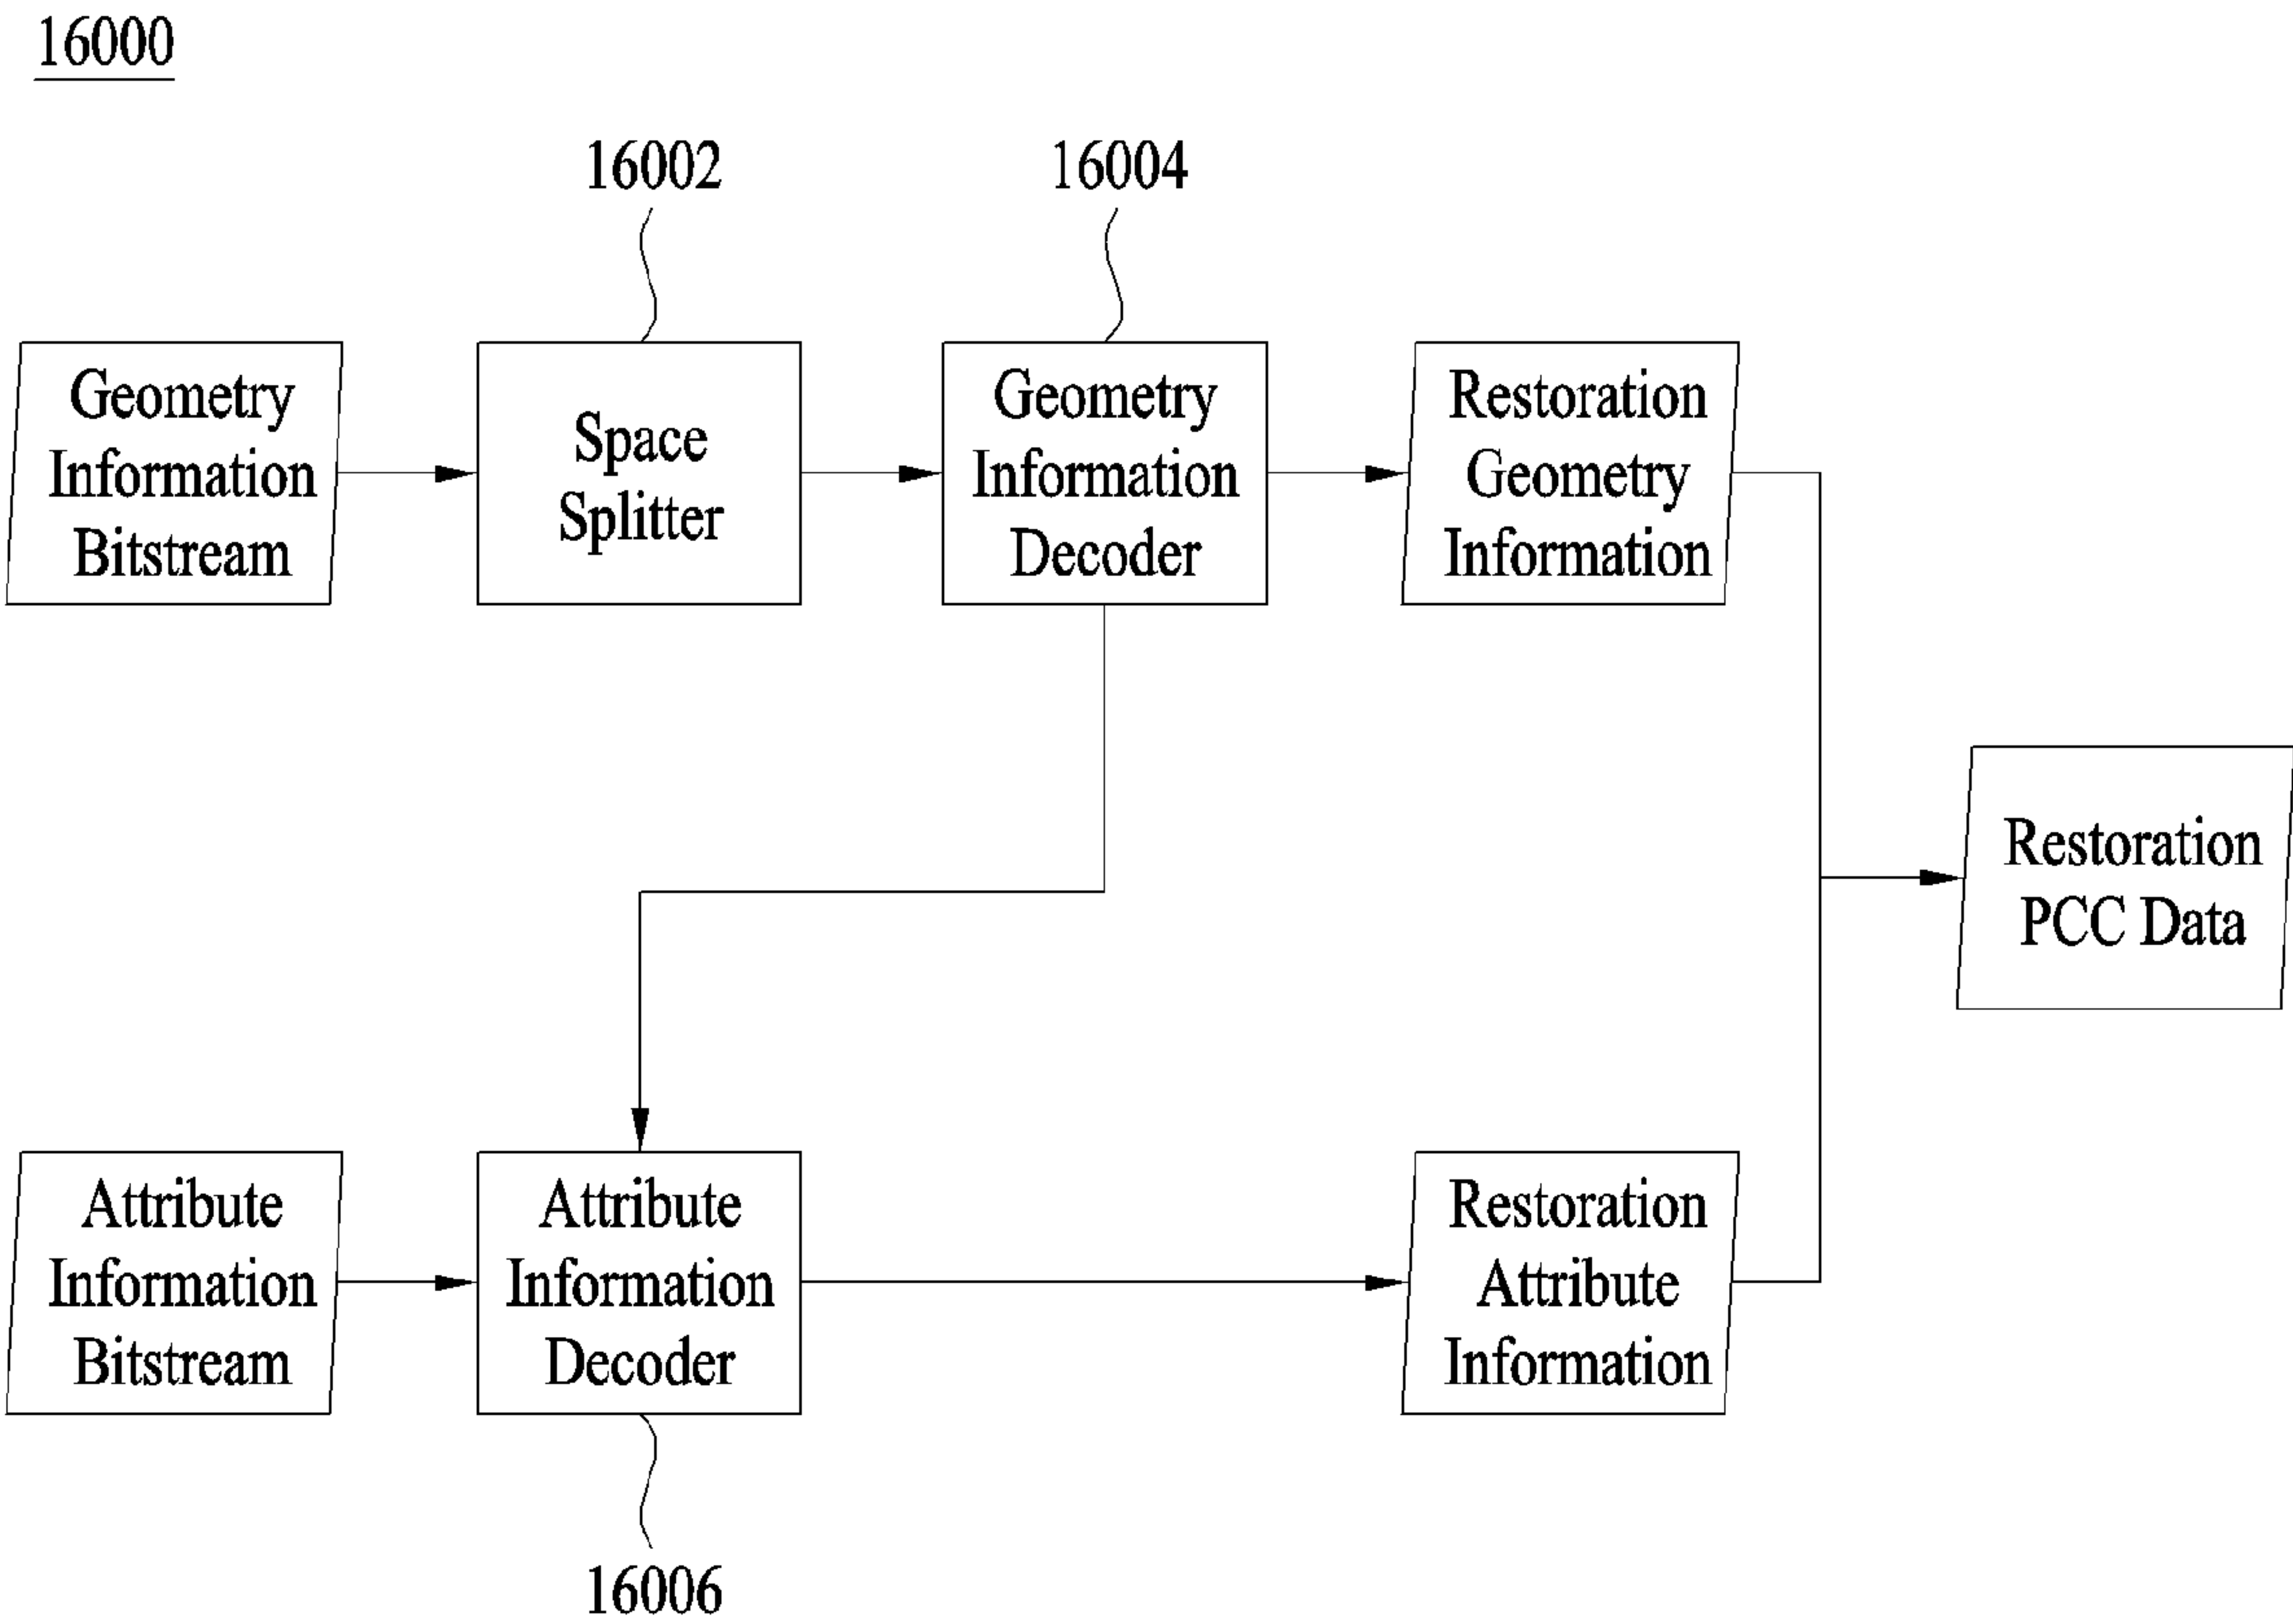 16000
16002
16004
Geometry
Information
Bitstream
Space
Splitter
Geometry
Information
Decoder
Restoration
Geometry
Information
Restoration
PCC Data
Attribute
Information
Bitstream
Attribute
Information
Decoder
Restoration
Attribute
Information
16006